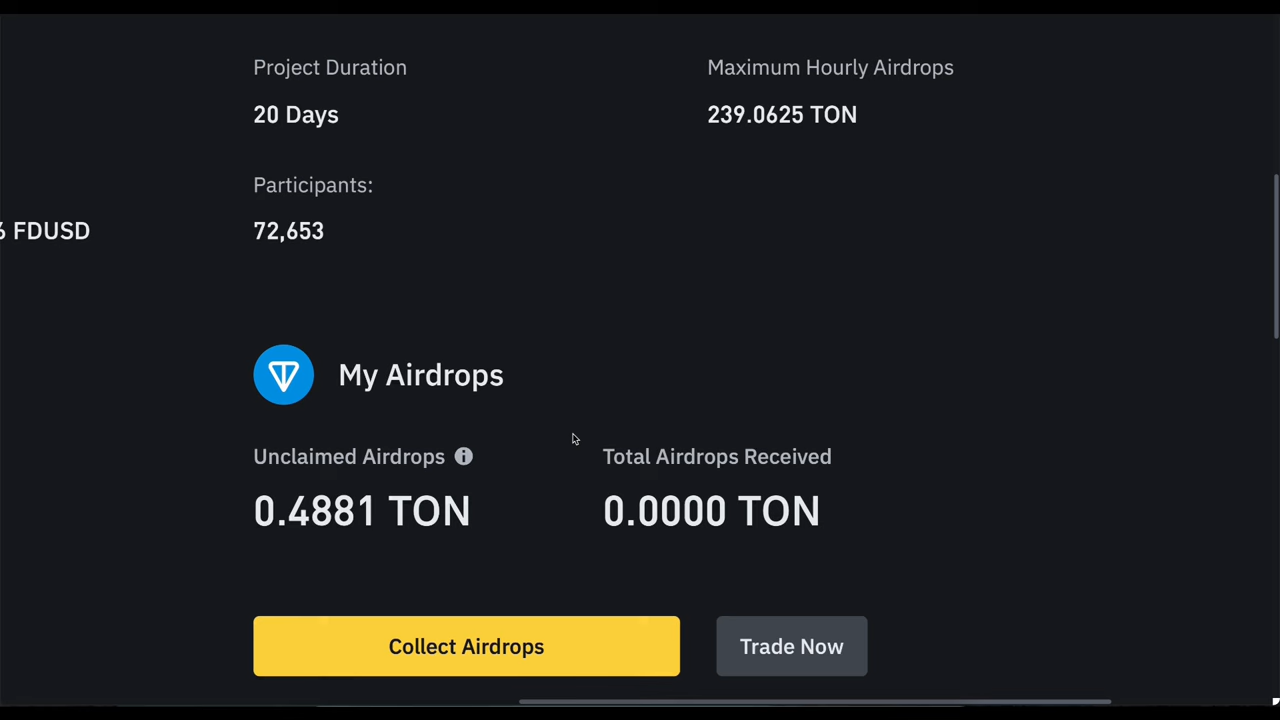 Project Duration
Maximum Hourly Airdrops
20 Days
239.0625 TON
Participants:
FDUSD
72,653
My Airdrops
Unclaimed Airdrops
Total Airdrops Received
0.4881 TON
0.0000 TON
Collect Airdrops
Trade Now